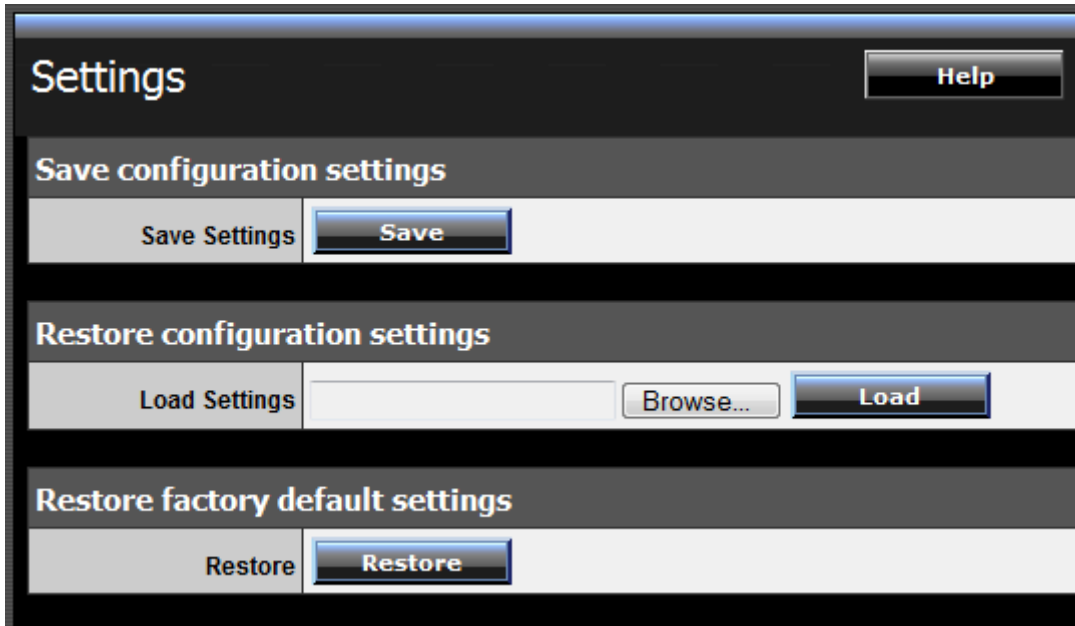 Settings Help
Save configuration settings
Save Settings Save
Restore configuration settings
Load Settings Browse... Load
Restore factory default settings
Restore Restore